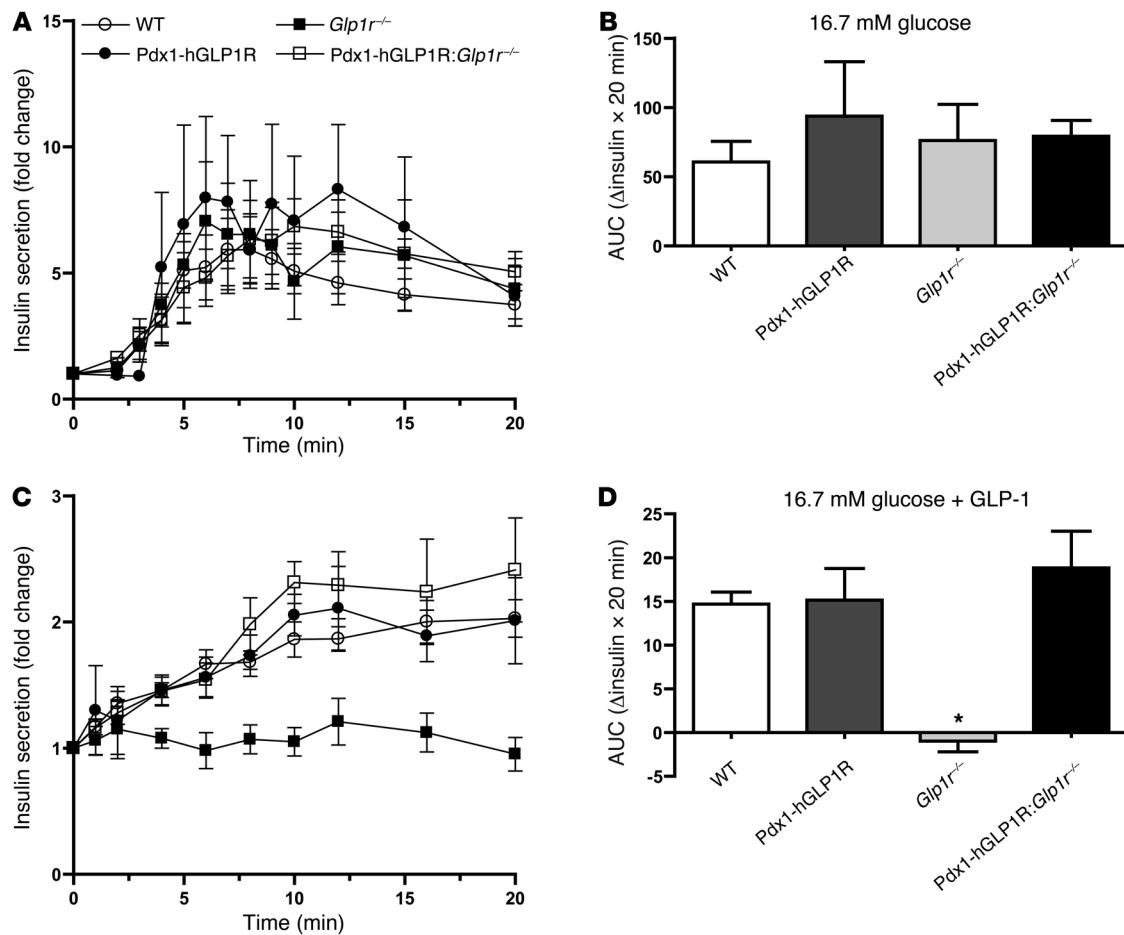 A
WT
Glp1r⁻/⁻
Pdx1-hGLP1R
Pdx1-hGLP1R:Glp1r⁻/⁻
Insulin secretion (fold change)
15
10
5
0
0
5
10
15
20
Time (min)
B
16.7 mM glucose
AUC (Δinsulin × 20 min)
150
100
50
0
WT
Pdx1-hGLP1R
Glp1r⁻/⁻
Pdx1-hGLP1R:Glp1r⁻/⁻
C
Insulin secretion (fold change)
3
2
1
0
0
5
10
15
20
Time (min)
D
16.7 mM glucose + GLP-1
AUC (Δinsulin × 20 min)
25
20
15
10
5
0
-5
*
WT
Pdx1-hGLP1R
Glp1r⁻/⁻
Pdx1-hGLP1R:Glp1r⁻/⁻